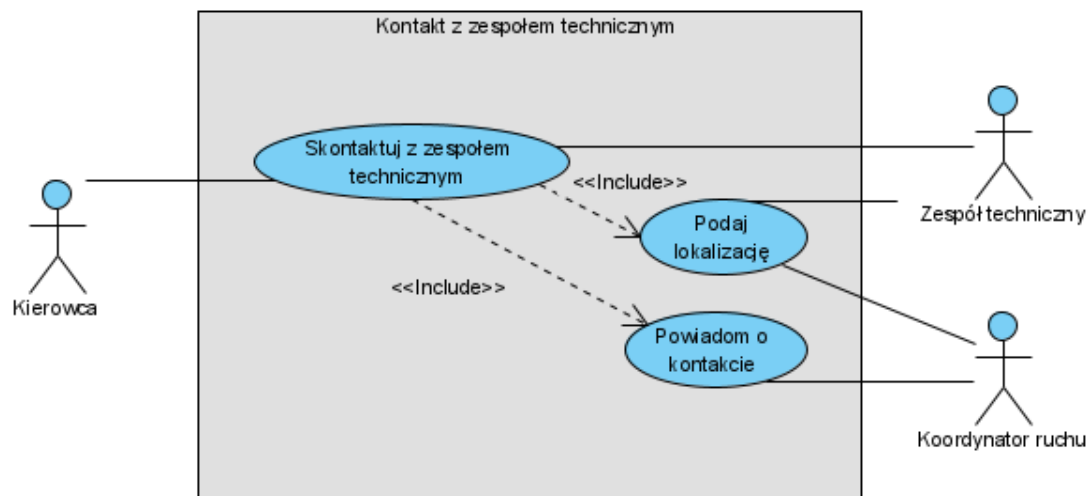 Kontakt z zespołem technicznym
Skontaktuj z zespołem
technicznym
<<Include>>
Podaj
lokalizację
Zespół techniczny
Kierowca
<<Include>>
Powiadom o
kontakcie
Koordynator ruchu